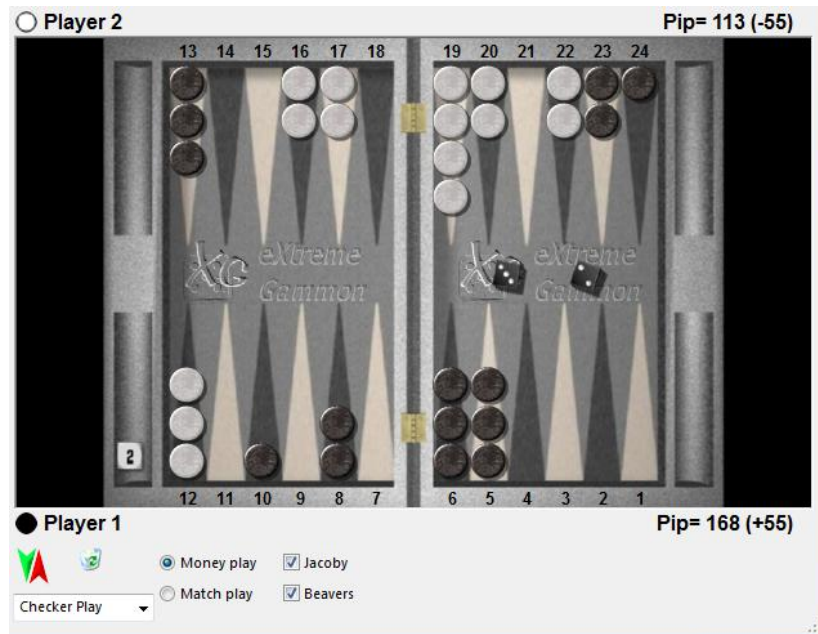 Player 2 Pip= 113 (-55)
13 14 15 16 17 18 19 20 21 22 23 24
XG eXtreme Gammon XG eXtreme Gammon
2
12 11 10 9 8 7 6 5 4 3 2 1
Player 1 Pip= 168 (+55)
Money play Jacoby
Match play Beavers
Checker Play